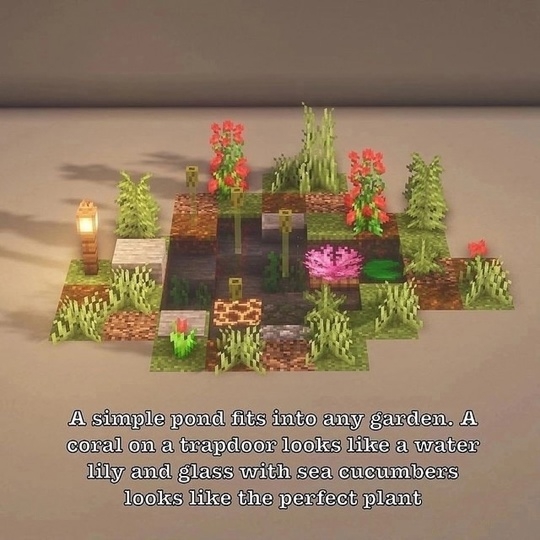 A simple pond fits into any garden. A
coral on a trapdoor looks like a water
lily and glass with sea cucumbers
looks like the perfect plant